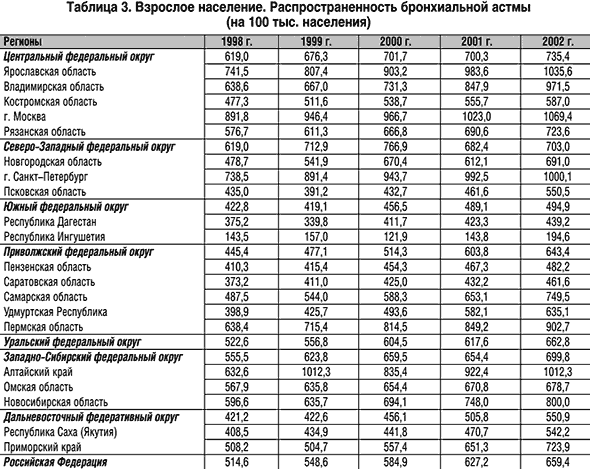 Таблица 3. Взрослое население. Распространенность бронхиальной астмы
(на 100 тыс. населения)
Регионы 1998 г. 1999 г. 2000 г. 2001 г. 2002 г.
Центральный федеральный округ 619,0 676,3 701,7 700,3 735,4
Ярославская область 741,5 807,4 903,2 983,6 1035,6
Владимирская область 638,6 667,0 731,3 847,9 971,5
Костромская область 477,3 511,6 538,7 555,7 587,0
г. Москва 891,8 946,4 966,7 1023,0 1069,4
Рязанская область 576,7 611,3 666,8 690,6 723,6
Северо-Западный федеральный округ 619,0 712,9 766,9 682,4 703,0
Новгородская область 478,7 541,9 670,4 612,1 691,0
г. Санкт–Петербург 738,5 891,4 943,7 992,5 1000,1
Псковская область 435,0 391,2 432,7 461,6 550,5
Южный федеральный округ 422,8 419,1 456,5 489,1 494,9
Республика Дагестан 375,2 339,8 411,7 423,3 439,2
Республика Ингушетия 143,5 157,0 121,9 143,8 194,6
Приволжский федеральный округ 445,4 477,1 514,3 603,8 643,4
Пензенская область 410,3 415,4 454,3 467,3 482,2
Саратовская область 373,2 411,0 425,0 432,2 461,6
Самарская область 487,5 544,0 588,3 653,1 749,5
Удмуртская Республика 398,9 425,7 493,6 582,1 635,1
Пермская область 638,4 715,4 814,5 849,2 902,7
Уральский федеральный округ 522,6 556,8 604,5 617,6 662,8
Западно-Сибирский федеральный округ 555,5 623,8 659,5 654,4 699,8
Алтайский край 632,6 1012,3 835,4 922,4 1012,3
Омская область 567,9 635,8 654,4 670,8 678,7
Новосибирская область 596,6 635,7 694,1 748,0 800,0
Дальневосточный федеративный округ 421,2 422,6 456,1 505,8 550,9
Республика Саха (Якутия) 408,5 434,9 441,8 470,7 542,2
Приморский край 508,2 504,7 557,4 651,3 723,9
Российская Федерация 514,6 548,6 584,9 627,2 659,4